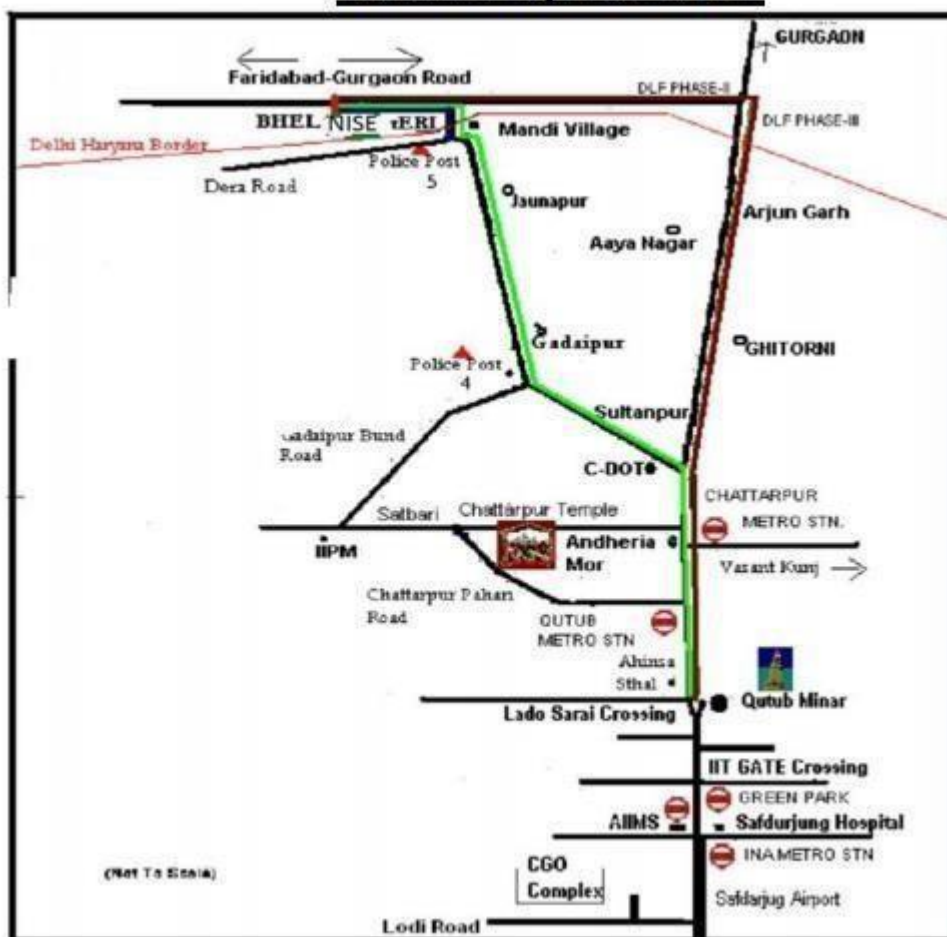 GURGAON
Faridabad-Gurgaon Road
DLF PHASE-II
BHEL NISE TERI
Mandi Village
DLF PHASE-III
Delhi Haryana Border
Police Post
5
Dera Road
Jaunapur
Arjun Garh
Aaya Nagar
Gadaipur
GHITORNI
Police Post
4
Sultanpur
Gadaipur Bund
Road
C-DOT
CHATTARPUR
METRO STN.
Satbari
Chattarpur Temple
IIPM
Andheria
Mor
Vasant Kunj
Chattarpur Pahari
Road
QUTUB
METRO STN
Ahinsa
Sthal
Qutub Minar
Lado Sarai Crossing
IIT GATE Crossing
GREEN PARK
AIIMS
Safdurjung Hospital
INA METRO STN
(Not To Scale)
CGO
Complex
Safdarjug Airport
Lodi Road